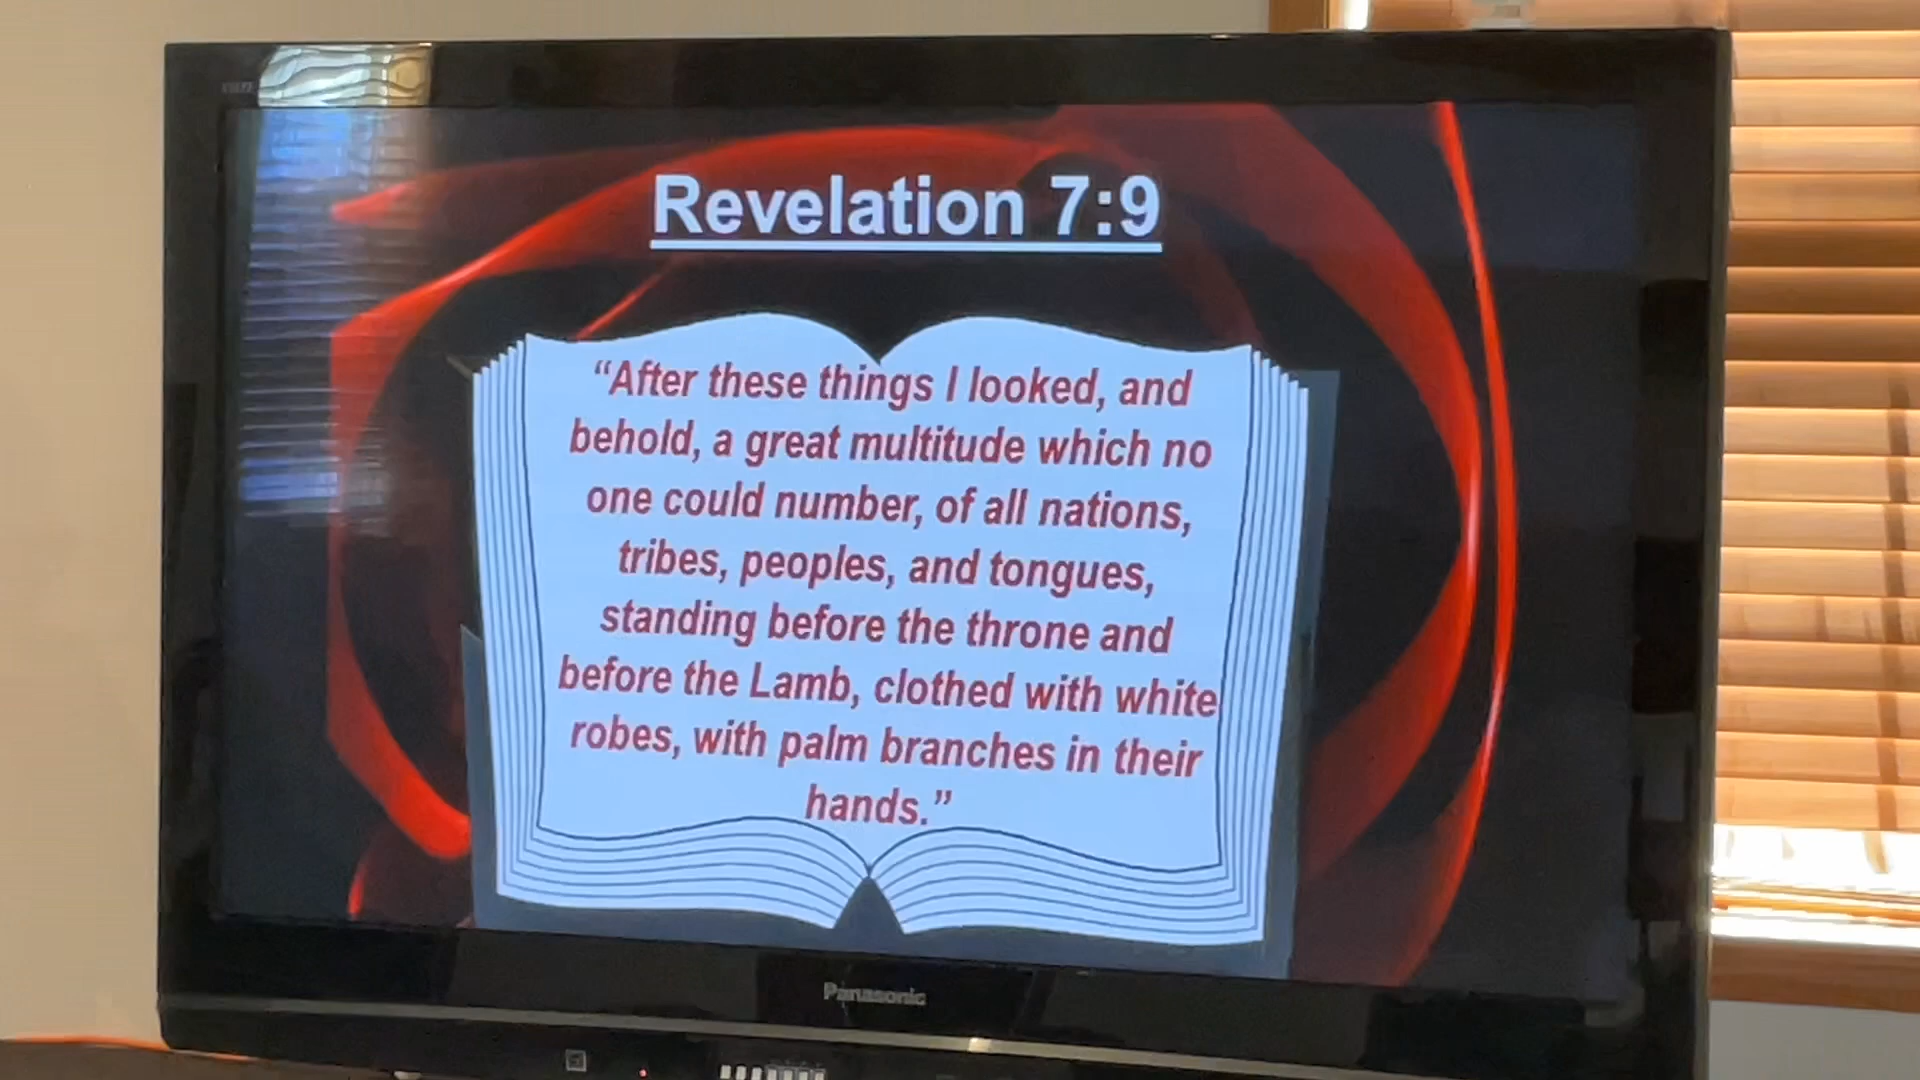 Revelation 7:9
“After these things I looked, and
behold, a great multitude which no
one could number, of all nations,
tribes, peoples, and tongues,
standing before the throne and
before the Lamb, clothed with white
robes, with palm branches in their
hands.”
Panasonic